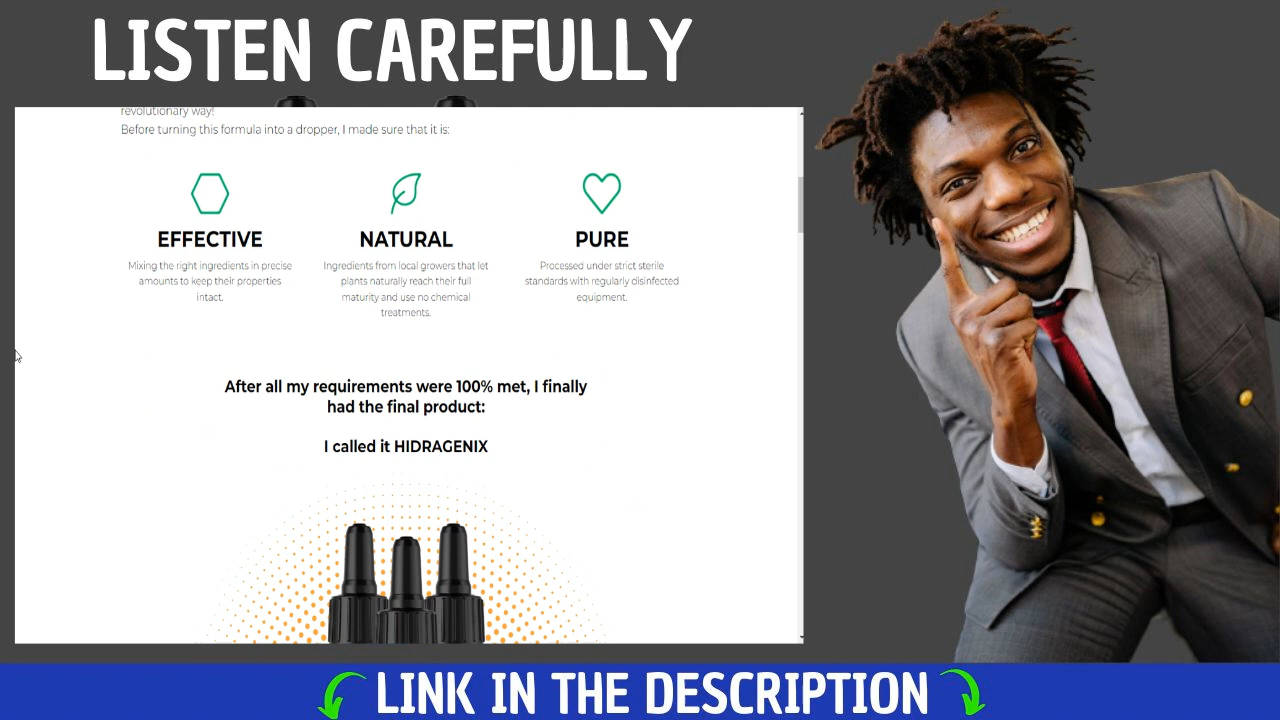 LISTEN CAREFULLY
revolutionary way!
Before turning this formula into a dropper, I made sure that it is:
EFFECTIVE
Mixing the right ingredients in precise
amounts to keep their properties
intact.
NATURAL
Ingredients from local growers that let
plants naturally reach their full
maturity and use no chemical
treatments.
PURE
Processed under strict sterile
standards with regularly disinfected
equipment.
After all my requirements were 100% met, I finally
had the final product:
I called it HIDRAGENIX
LINK IN THE DESCRIPTION